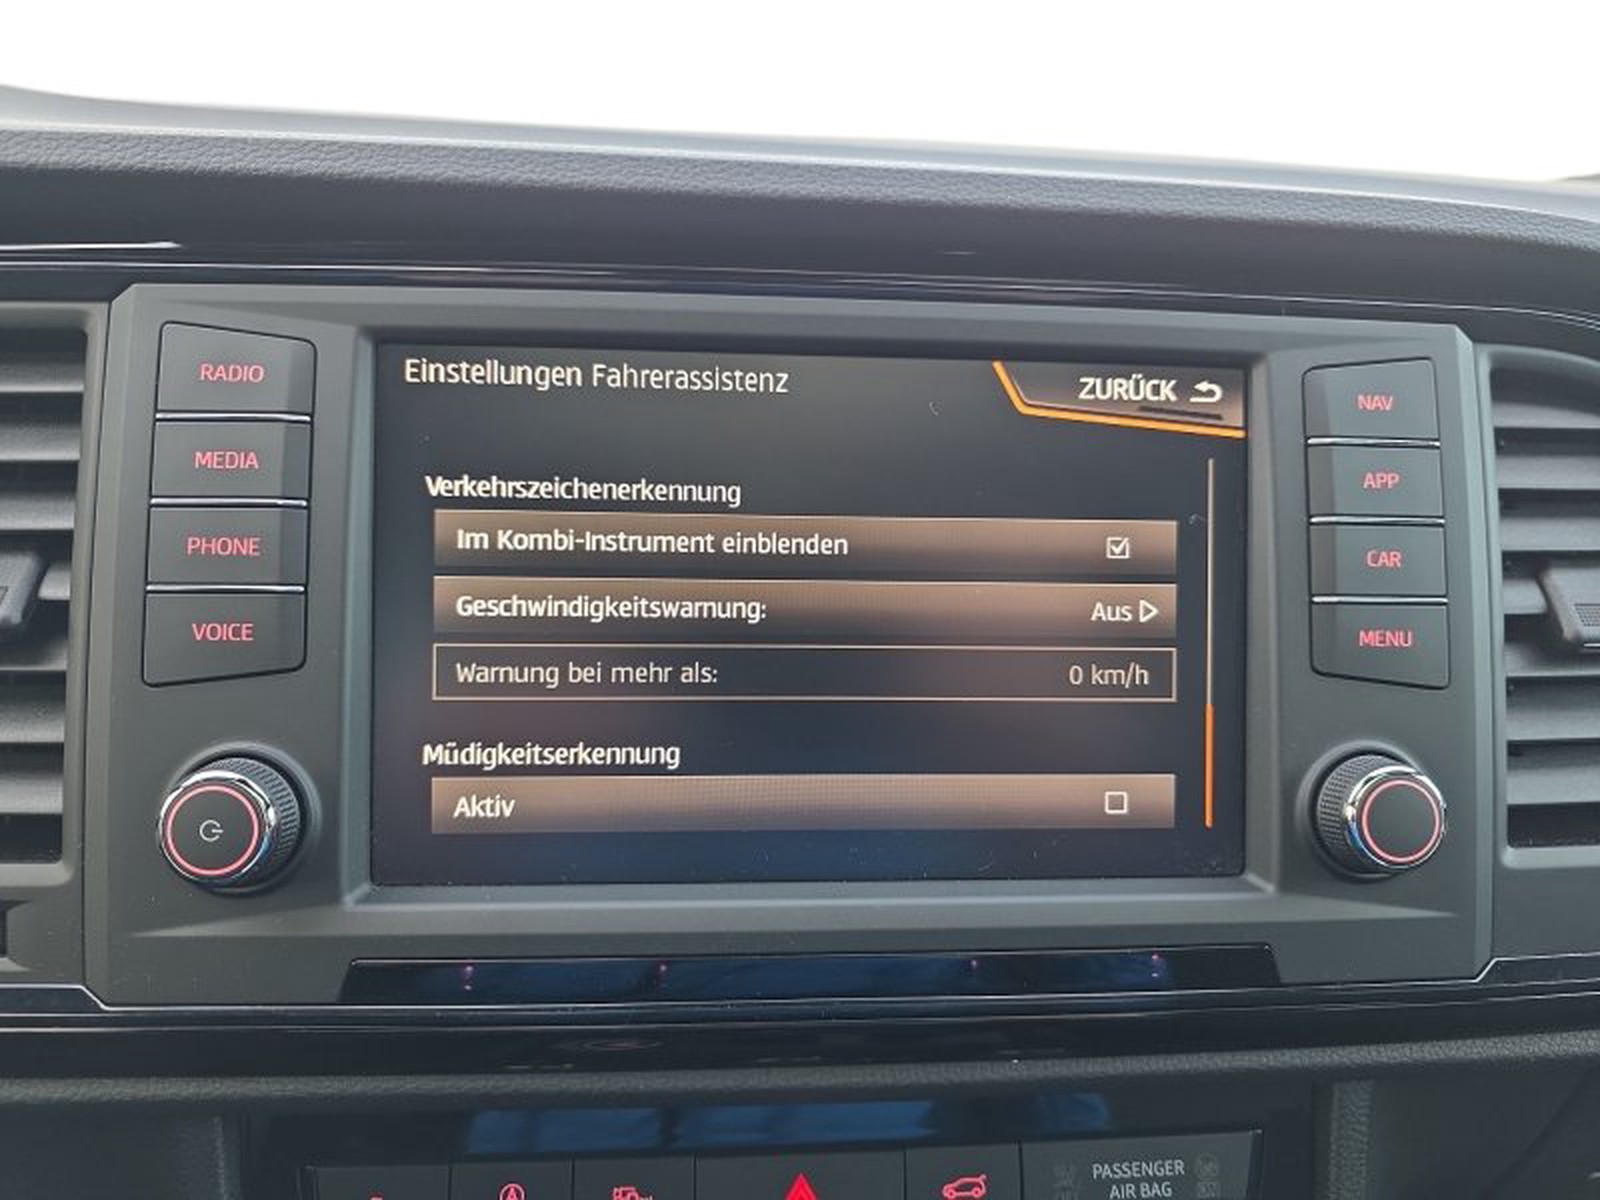 Einstellungen Fahrerassistenz
ZURÜCK
Verkehrszeichenerkennung
Im Kombi-Instrument einblenden
Geschwindigkeitswarnung: Aus
Warnung bei mehr als: 0 km/h
Müdigkeitserkennung
Aktiv
RADIO
MEDIA
PHONE
VOICE
NAV
APP
CAR
MENU
PASSENGER
AIR BAG